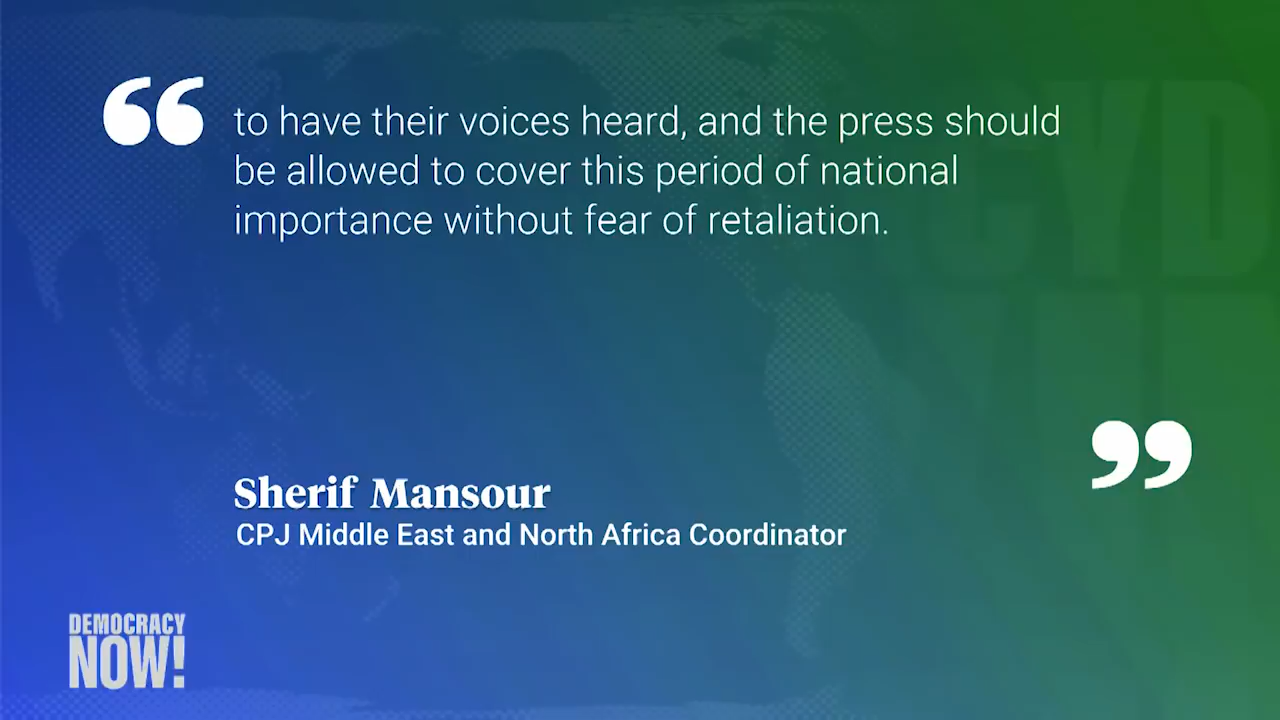 “ to have their voices heard, and the press should
be allowed to cover this period of national
importance without fear of retaliation.
”
Sherif Mansour
CPJ Middle East and North Africa Coordinator
DEMOCRACY
NOW!